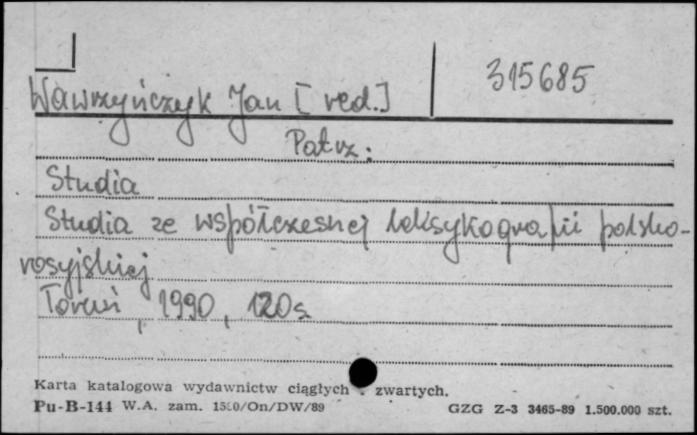 Wawrzyńczyk Jan [red.] 315685
Patrz:
Studia
Studia ze współczesnej leksykografii polsko-
rosyjskiej
Toruń, 1990, 120s
Karta katalogowa wydawnictw ciągłych zwartych.
Pu-B-144 W.A. zam. /On/DW/89 GZG Z-3 3465-89 1.500.000 szt.